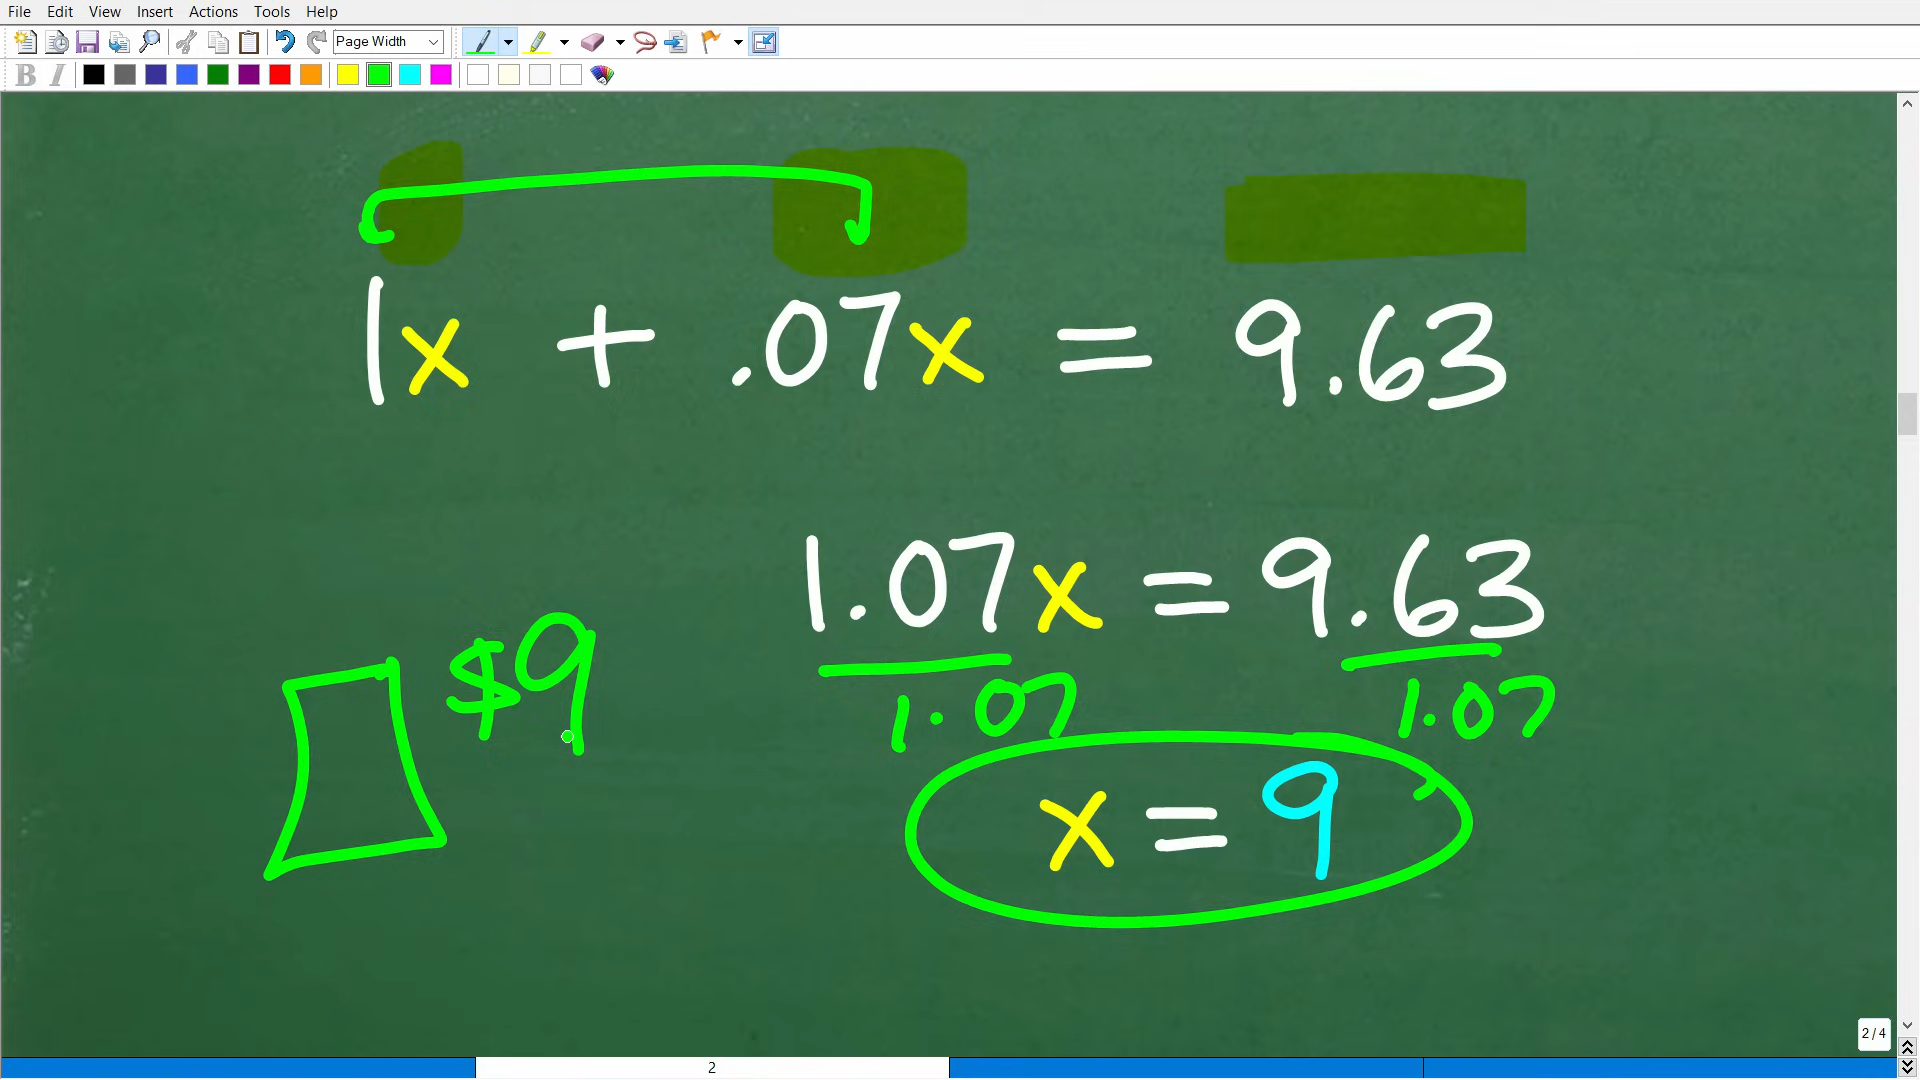 File Edit View Insert Actions Tools Help
Page Width
B I
1x + .07x = 9.63
1.07x = 9.63
1.07 1.07
$9
x = 9
2 / 4
2